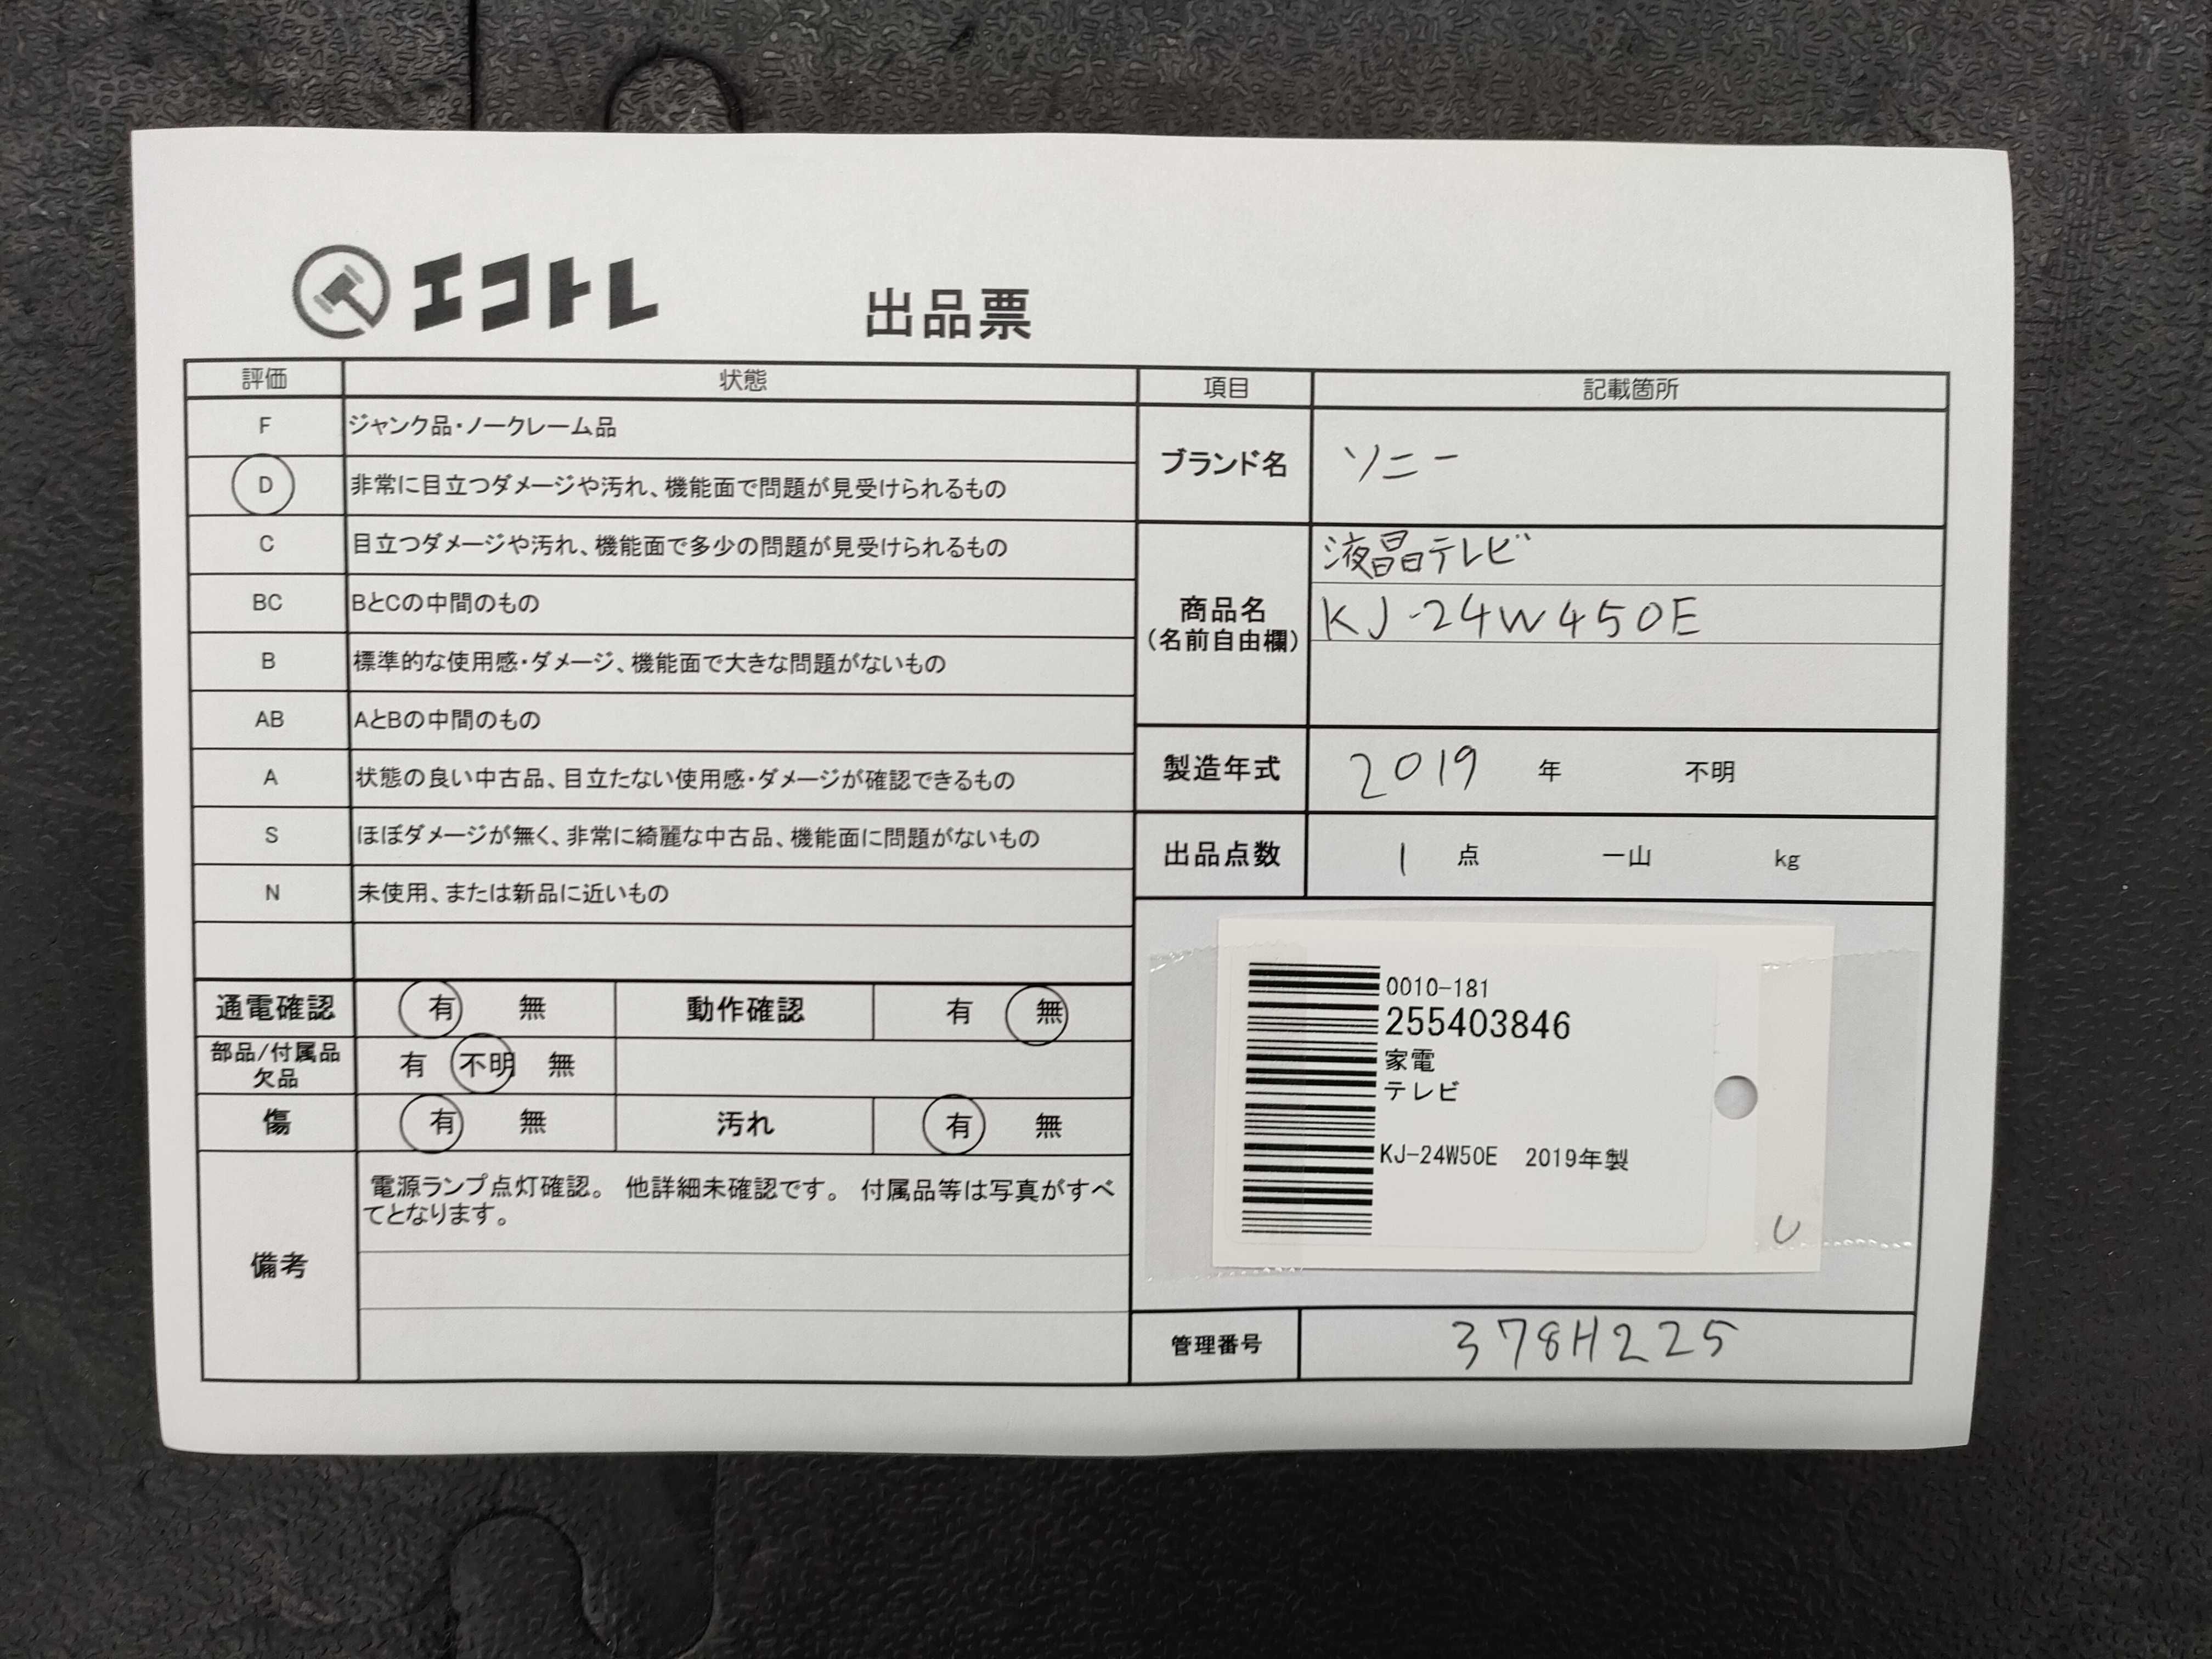 エコトレ
出品票
評価 状態
F ジャンク品・ノークレーム品
D 非常に目立つダメージや汚れ、機能面で問題が見受けられるもの
C 目立つダメージや汚れ、機能面で多少の問題が見受けられるもの
BC BとCの中間のもの
B 標準的な使用感・ダメージ、機能面で大きな問題がないもの
AB AとBの中間のもの
A 状態の良い中古品、目立たない使用感・ダメージが確認できるもの
S ほぼダメージが無く、非常に綺麗な中古品、機能面に問題がないもの
N 未使用、または新品に近いもの
通電確認 有 無 動作確認 有 無
部品/付属品
欠品
有 不明 無
傷 有 無 汚れ 有 無
備考
電源ランプ点灯確認。 他詳細未確認です。 付属品等は写真がすべ
てとなります。
項目 記載箇所
ブランド名 ソニー
商品名
(名前自由欄)
液晶テレビ
KJ-24W450E
製造年式 2019 年 不明
出品点数 1 点 一山 kg
0010-181
255403846
家電
テレビ
KJ-24W50E 2019年製
U
管理番号 378H225